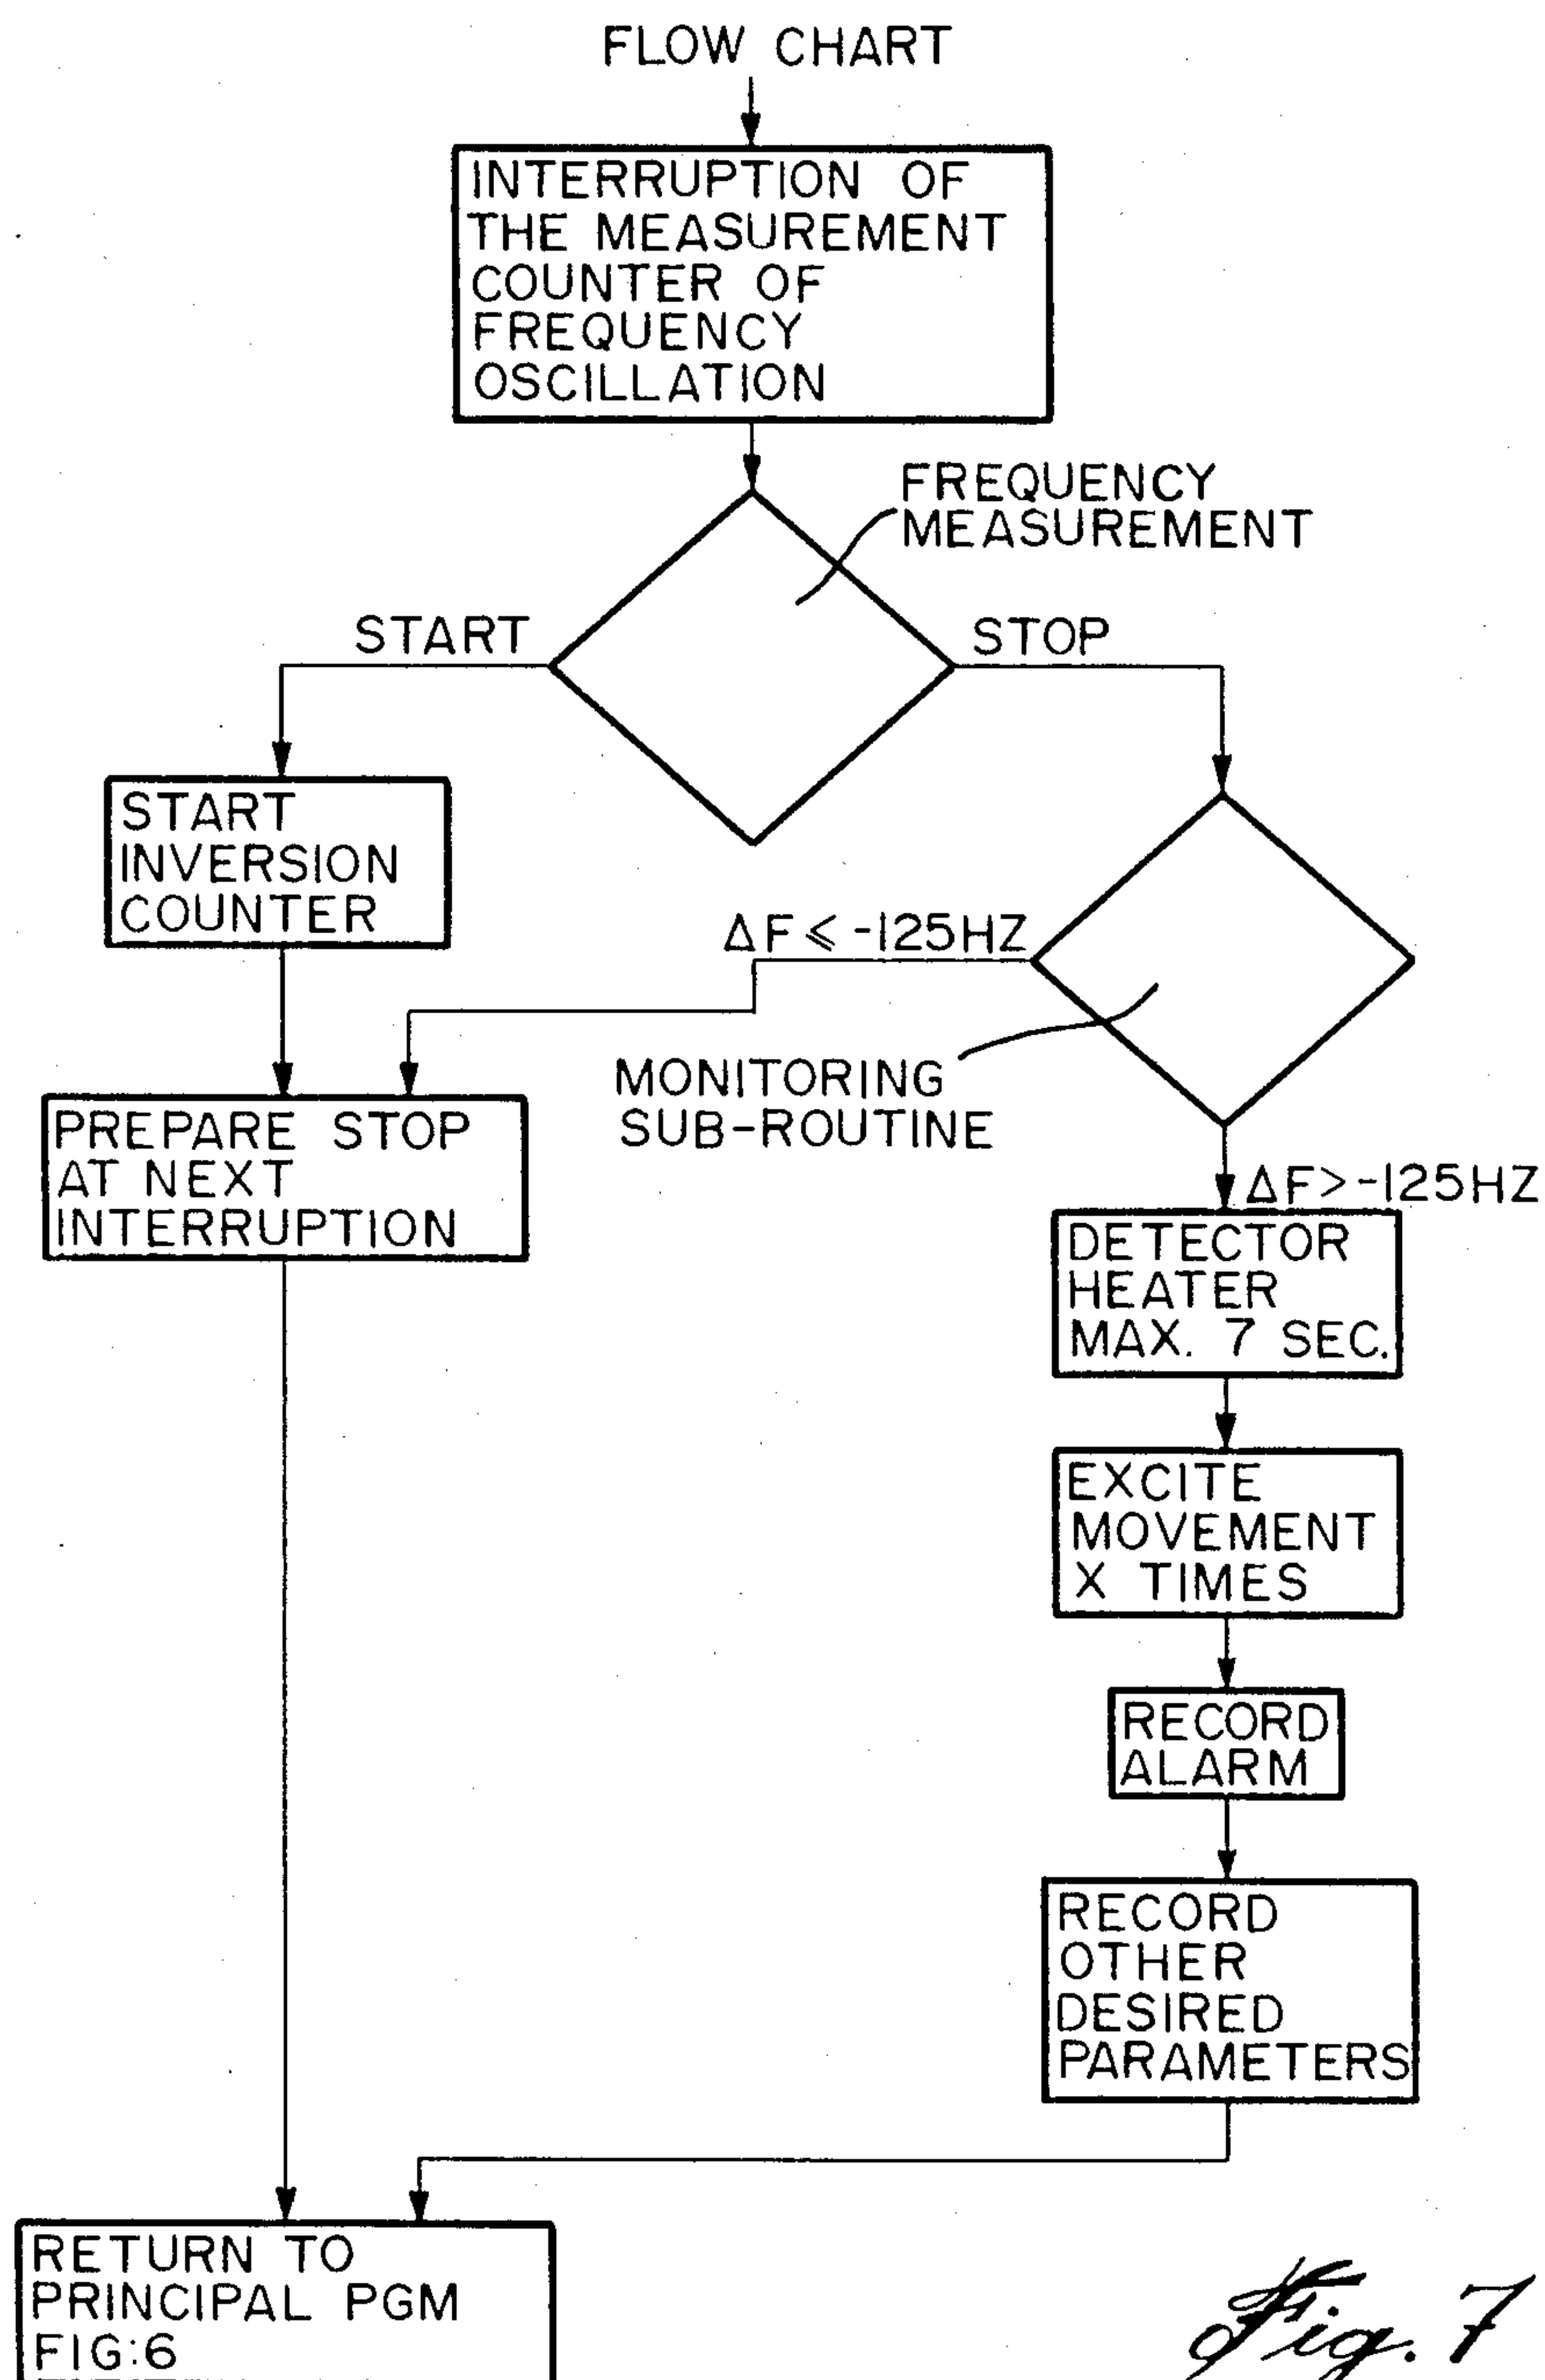 FLOW CHART
INTERRUPTION OF
THE MEASUREMENT
COUNTER OF
FREQUENCY
OSCILLATION
FREQUENCY
MEASUREMENT
START
STOP
START
INVERSION
COUNTER
ΔF ⩽ -125HZ
MONITORING
SUB-ROUTINE
PREPARE STOP
AT NEXT
INTERRUPTION
ΔF>-125HZ
DETECTOR
HEATER
MAX. 7 SEC.
EXCITE
MOVEMENT
X TIMES
RECORD
ALARM
RECORD
OTHER
DESIRED
PARAMETERS
RETURN TO
PRINCIPAL PGM
FIG:6
Fig. 7